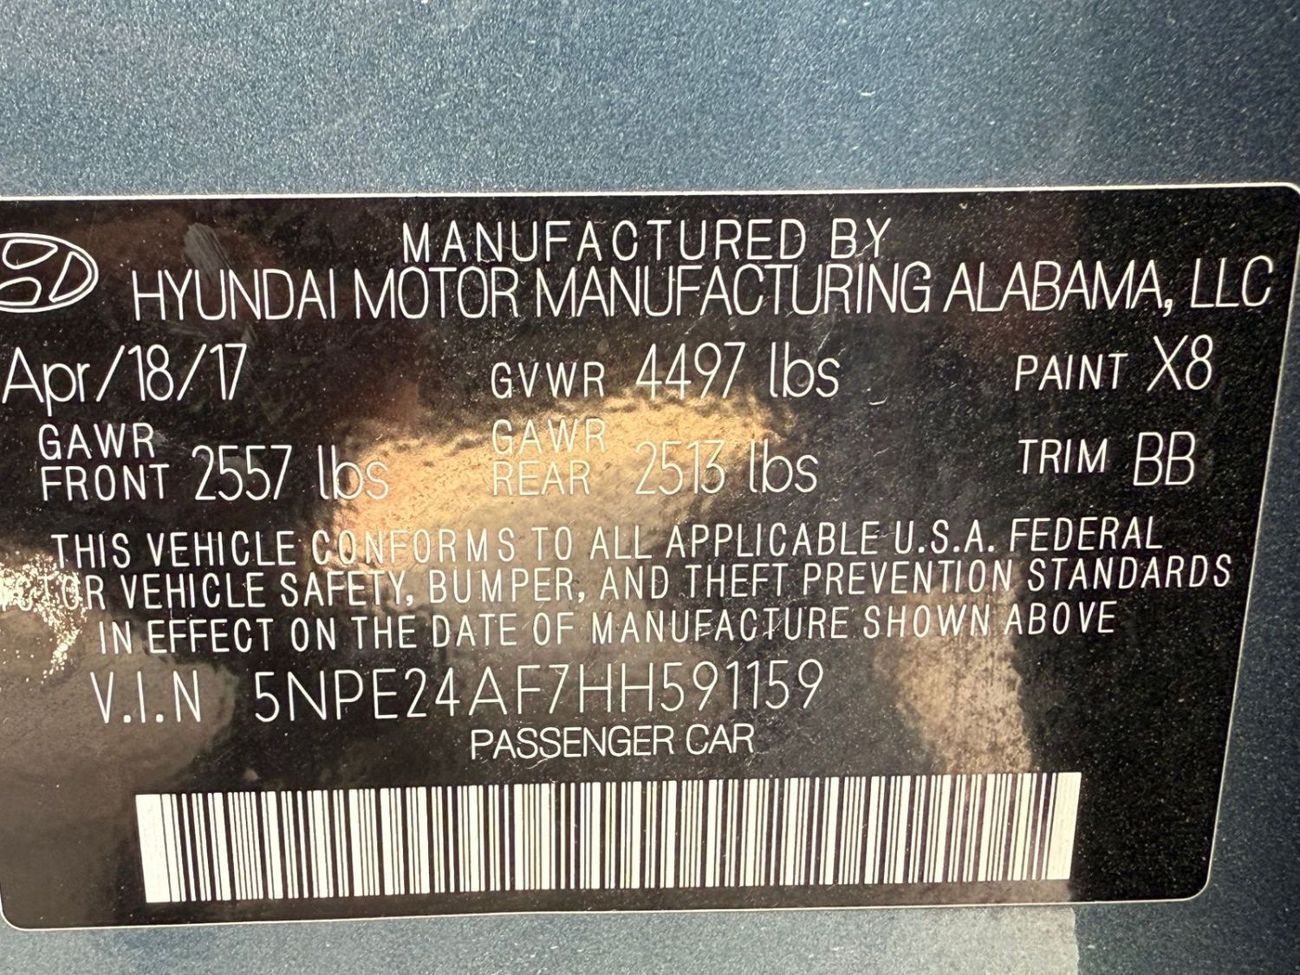 MANUFACTURED BY
HYUNDAI MOTOR MANUFACTURING ALABAMA, LLC
Apr/18/17 GVWR 4497 lbs PAINT X8
GAWR FRONT 2557 lbs GAWR REAR 2513 lbs TRIM BB
THIS VEHICLE CONFORMS TO ALL APPLICABLE U.S.A. FEDERAL
MOTOR VEHICLE SAFETY, BUMPER, AND THEFT PREVENTION STANDARDS
IN EFFECT ON THE DATE OF MANUFACTURE SHOWN ABOVE
V.I.N 5NPE24AF7HH591159
PASSENGER CAR